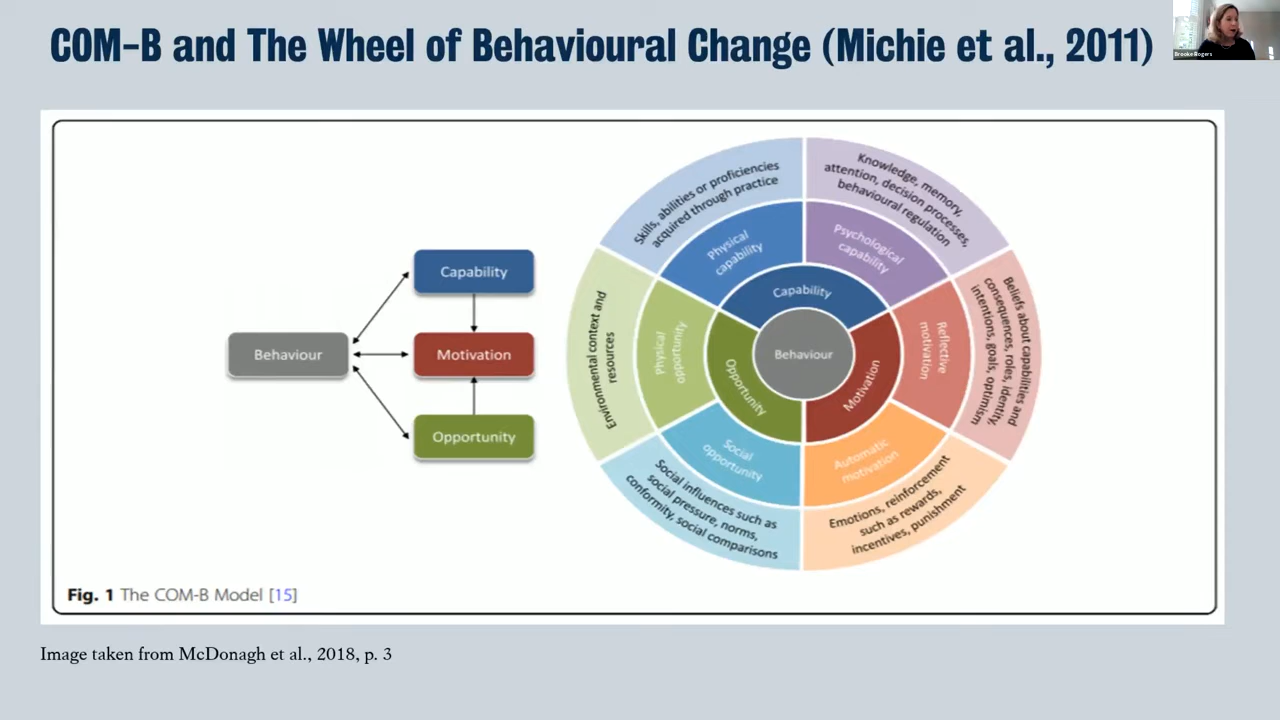 COM-B and The Wheel of Behavioural Change (Michie et al., 2011)
Brooke Rogers
Capability
Behaviour
Motivation
Opportunity
Skills, abilities or proficiencies
acquired through practice
Knowledge, memory,
attention, decision processes,
behavioural regulation
Physical
capability
Psychological
capability
Capability
Environmental context and
resources
Physical
opportunity
Opportunity
Behaviour
Motivation
Reflective
motivation
Beliefs about capabilities and
consequences, roles, identity,
intentions, goals, optimism
Social
opportunity
Automatic
motivation
Social influences such as
social pressure, norms,
conformity, social comparisons
Emotions, reinforcement
such as rewards,
incentives, punishment
Fig. 1 The COM-B Model [15]
Image taken from McDonagh et al., 2018, p. 3